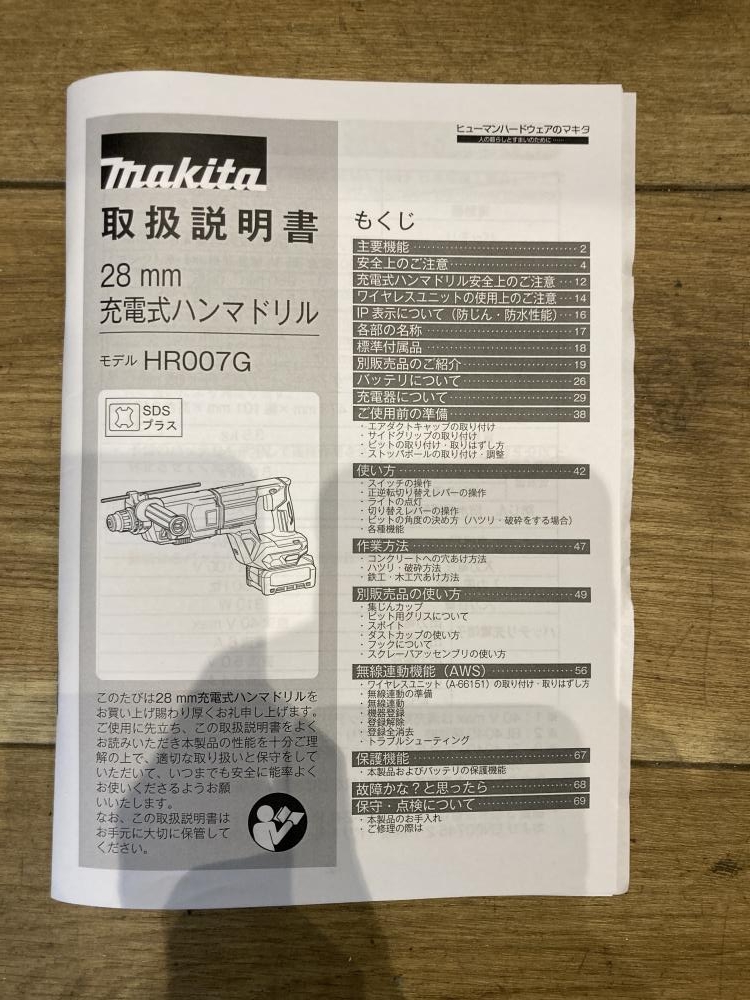 makita
取扱説明書
28 mm
充電式ハンマドリル
モデル HR007G
SDS
プラス
このたびは28 mm充電式ハンマドリルを
お買い上げ賜わり厚くお礼申し上げます。
ご使用に先立ち、この取扱説明書をよく
お読みいただき本製品の性能を十分ご理
解の上で、適切な取り扱いと保守をして
いただいて、いつまでも安全に能率よく
お使いくださるようお願
いいたします。
なお、この取扱説明書は
お手元に大切に保管して
ください。
ヒューマンハードウェアのマキタ
人の暮らしとすまいのために……
もくじ
主要機能 2
安全上のご注意 4
充電式ハンマドリル安全上のご注意 12
ワイヤレスユニットの使用上のご注意 14
IP 表示について（防じん・防水性能） 16
各部の名称 17
標準付属品 18
別販売品のご紹介 19
バッテリについて 26
充電器について 29
ご使用前の準備 38
・エアダクトキャップの取り付け
・サイドグリップの取り付け
・ビットの取り付け・取りはずし方
・ストッパポールの取り付け・調整
使い方 42
・スイッチの操作
・正逆転切り替えレバーの操作
・ライトの点灯
・切り替えレバーの操作
・ビットの角度の決め方（ハツリ・破砕をする場合）
・各種機能
作業方法 47
・コンクリートへの穴あけ方法
・ハツリ・破砕方法
・鉄工・木工穴あけ方法
別販売品の使い方 49
・集じんカップ
・ビット用グリスについて
・スポイト
・ダストカップの使い方
・フックについて
・スクレーパアッセンブリの使い方
無線連動機能（AWS） 56
・ワイヤレスユニット（A-66151）の取り付け・取りはずし方
・無線連動の準備
・無線連動
・機器登録
・登録解除
・登録全消去
・トラブルシューティング
保護機能 67
・本製品およびバッテリの保護機能
故障かな？と思ったら 68
保守・点検について 69
・本製品のお手入れ
・ご修理の際は